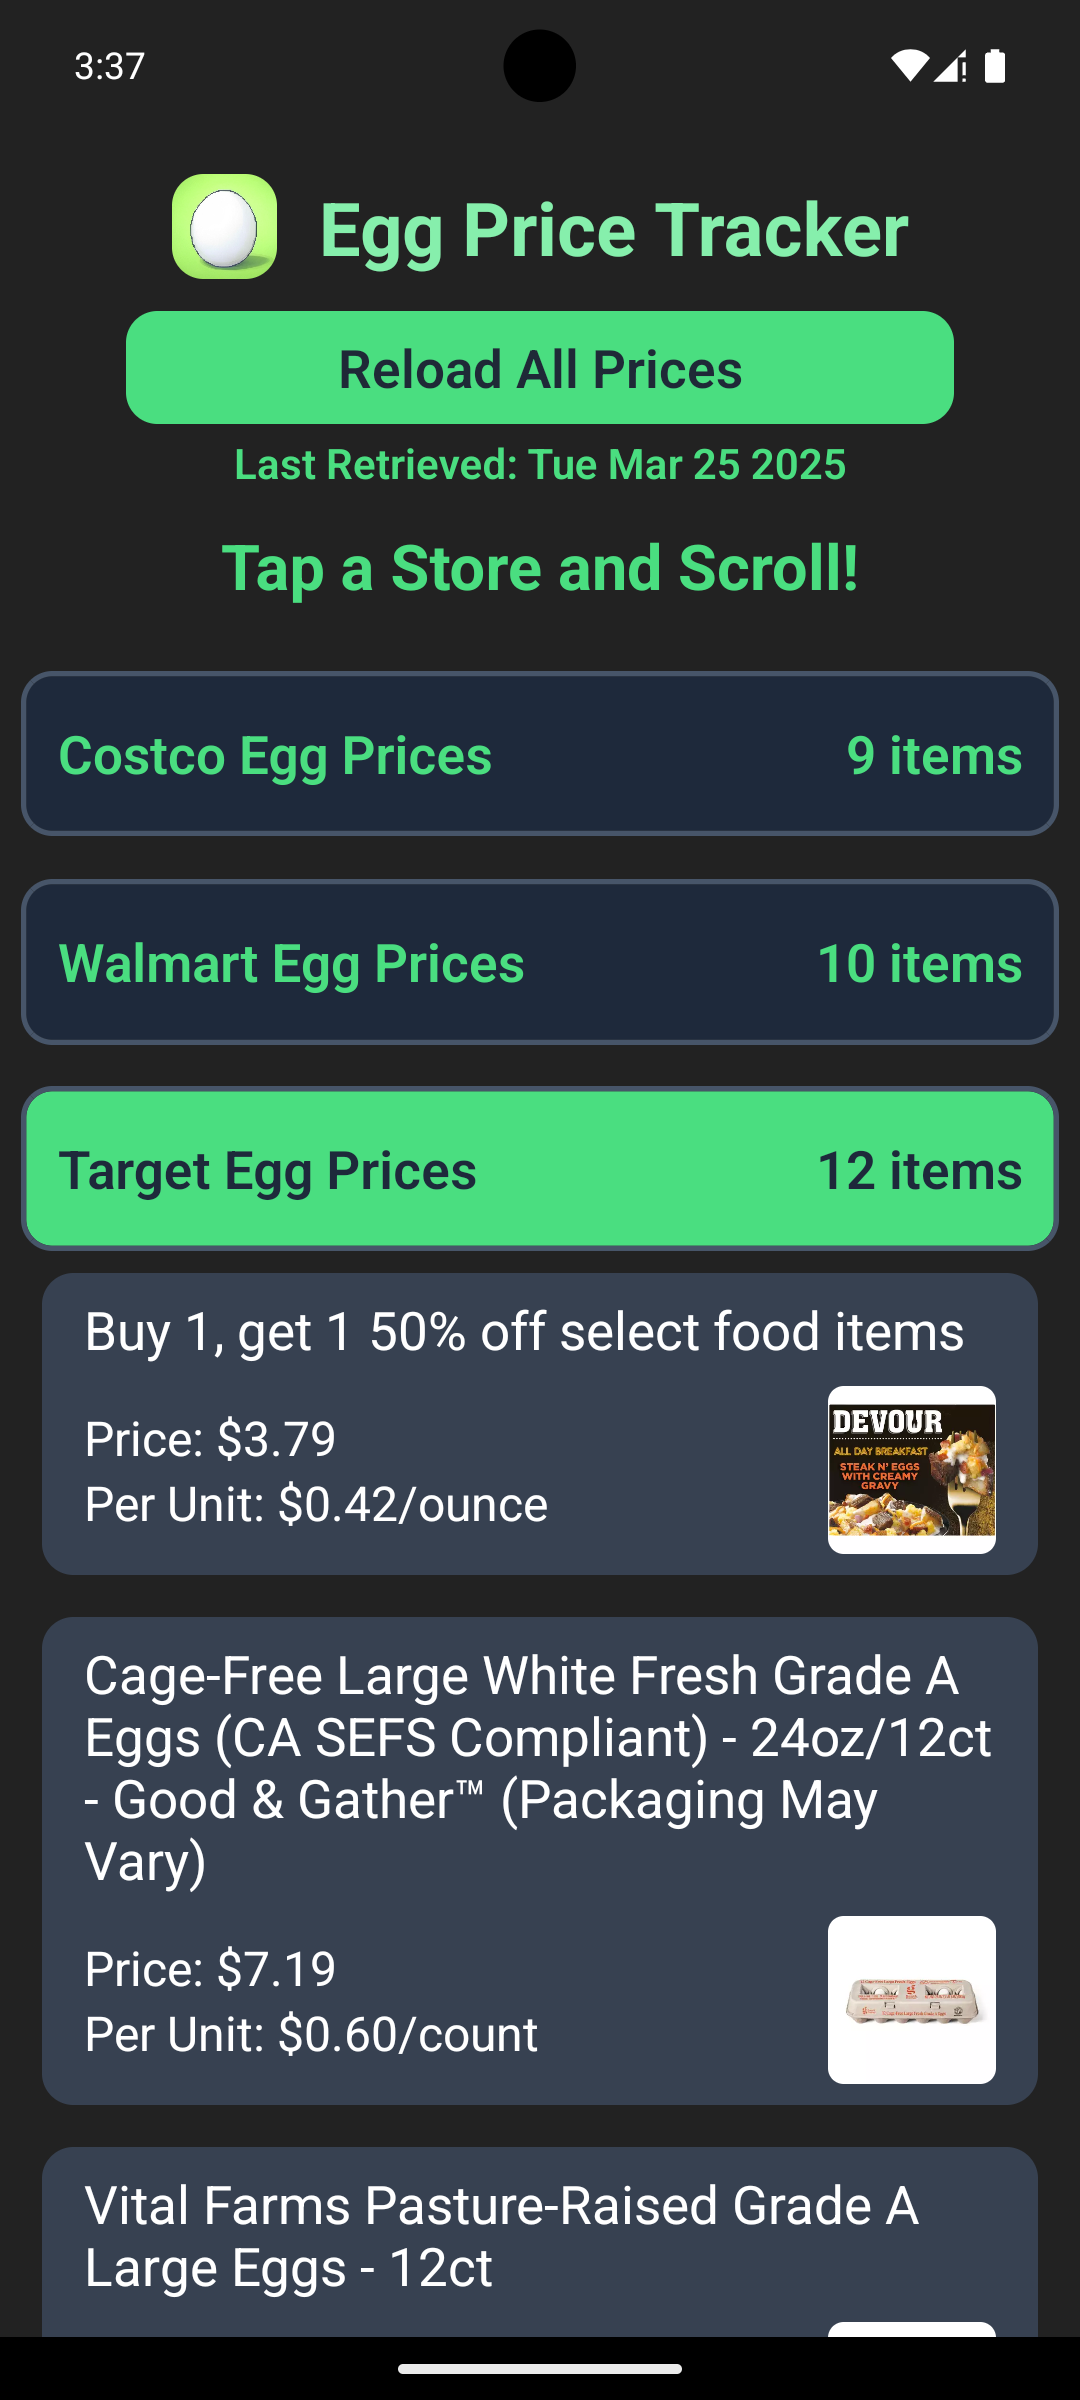 3:37
Egg Price Tracker
Reload All Prices
Last Retrieved: Tue Mar 25 2025
Tap a Store and Scroll!
Costco Egg Prices 9 items
Walmart Egg Prices 10 items
Target Egg Prices 12 items
Buy 1, get 1 50% off select food items
Price: $3.79
Per Unit: $0.42/ounce
DEVOUR
ALL DAY BREAKFAST
STEAK N' EGGS
WITH CREAMY
GRAVY
Cage-Free Large White Fresh Grade A
Eggs (CA SEFS Compliant) - 24oz/12ct
- Good & Gather™ (Packaging May
Vary)
Price: $7.19
Per Unit: $0.60/count
Vital Farms Pasture-Raised Grade A
Large Eggs - 12ct